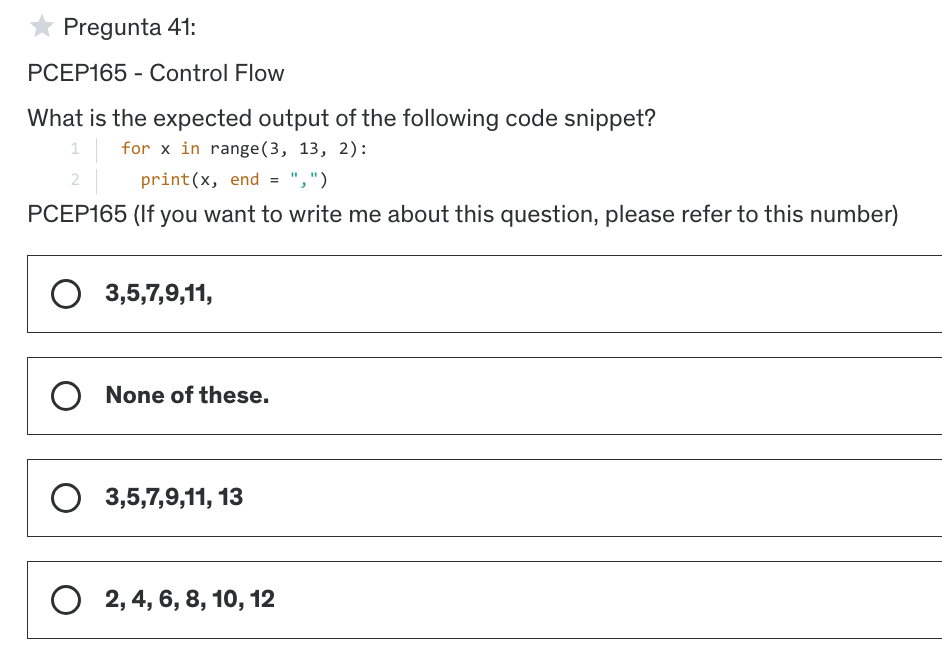 Pregunta 41:
PCEP165 - Control Flow
What is the expected output of the following code snippet?
1 for x in range(3, 13, 2):
2 print(x, end = ",")
PCEP165 (If you want to write me about this question, please refer to this number)
3,5,7,9,11,
None of these.
3,5,7,9,11, 13
2, 4, 6, 8, 10, 12